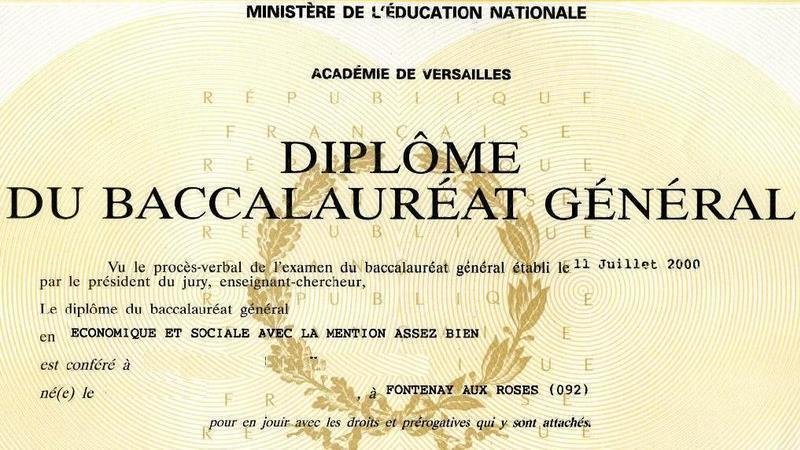 MINISTÈRE DE L'ÉDUCATION NATIONALE
ACADÉMIE DE VERSAILLES
RÉPUBLIQUE
FRANÇAISE
DIPLÔME
DU BACCALAURÉAT GÉNÉRAL
Vu le procès-verbal de l'examen du baccalauréat général établi le 11 Juillet 2000
par le président du jury, enseignant-chercheur,
Le diplôme du baccalauréat général
en ECONOMIQUE ET SOCIALE AVEC LA MENTION ASSEZ BIEN
est conféré à
né(e) le , à FONTENAY AUX ROSES (092)
pour en jouir avec les droits et prérogatives qui y sont attachés.